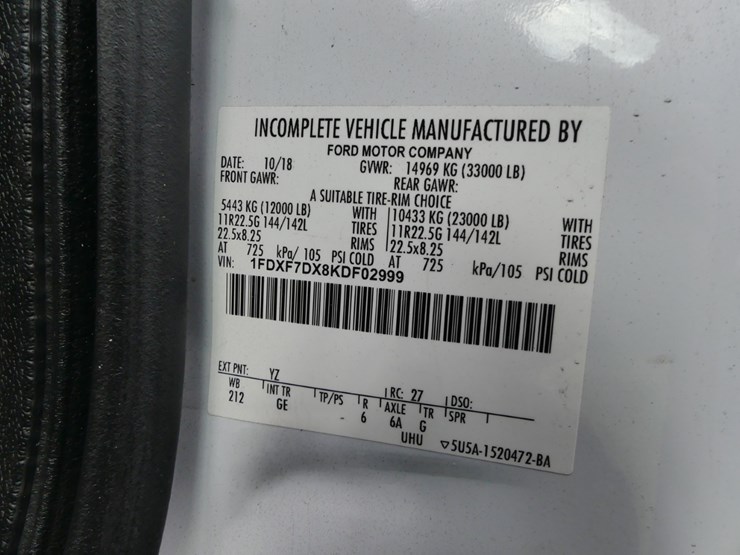 INCOMPLETE VEHICLE MANUFACTURED BY
FORD MOTOR COMPANY
DATE: 10/18 GVWR: 14969 KG (33000 LB)
FRONT GAWR: REAR GAWR:
A SUITABLE TIRE-RIM CHOICE
5443 KG (12000 LB) WITH 10433 KG (23000 LB) WITH
11R22.5G 144/142L TIRES 11R22.5G 144/142L TIRES
22.5x8.25 RIMS 22.5x8.25 RIMS
AT 725 kPa/ 105 PSI COLD AT 725 kPa/105 PSI COLD
VIN: 1FDXF7DX8KDF02999
EXT PNT: YZ RC: 27 DSO:
WB INT TR TP/PS R AXLE TR SPR
212 GE 6 6A G
UHU ▽5U5A-1520472-BA